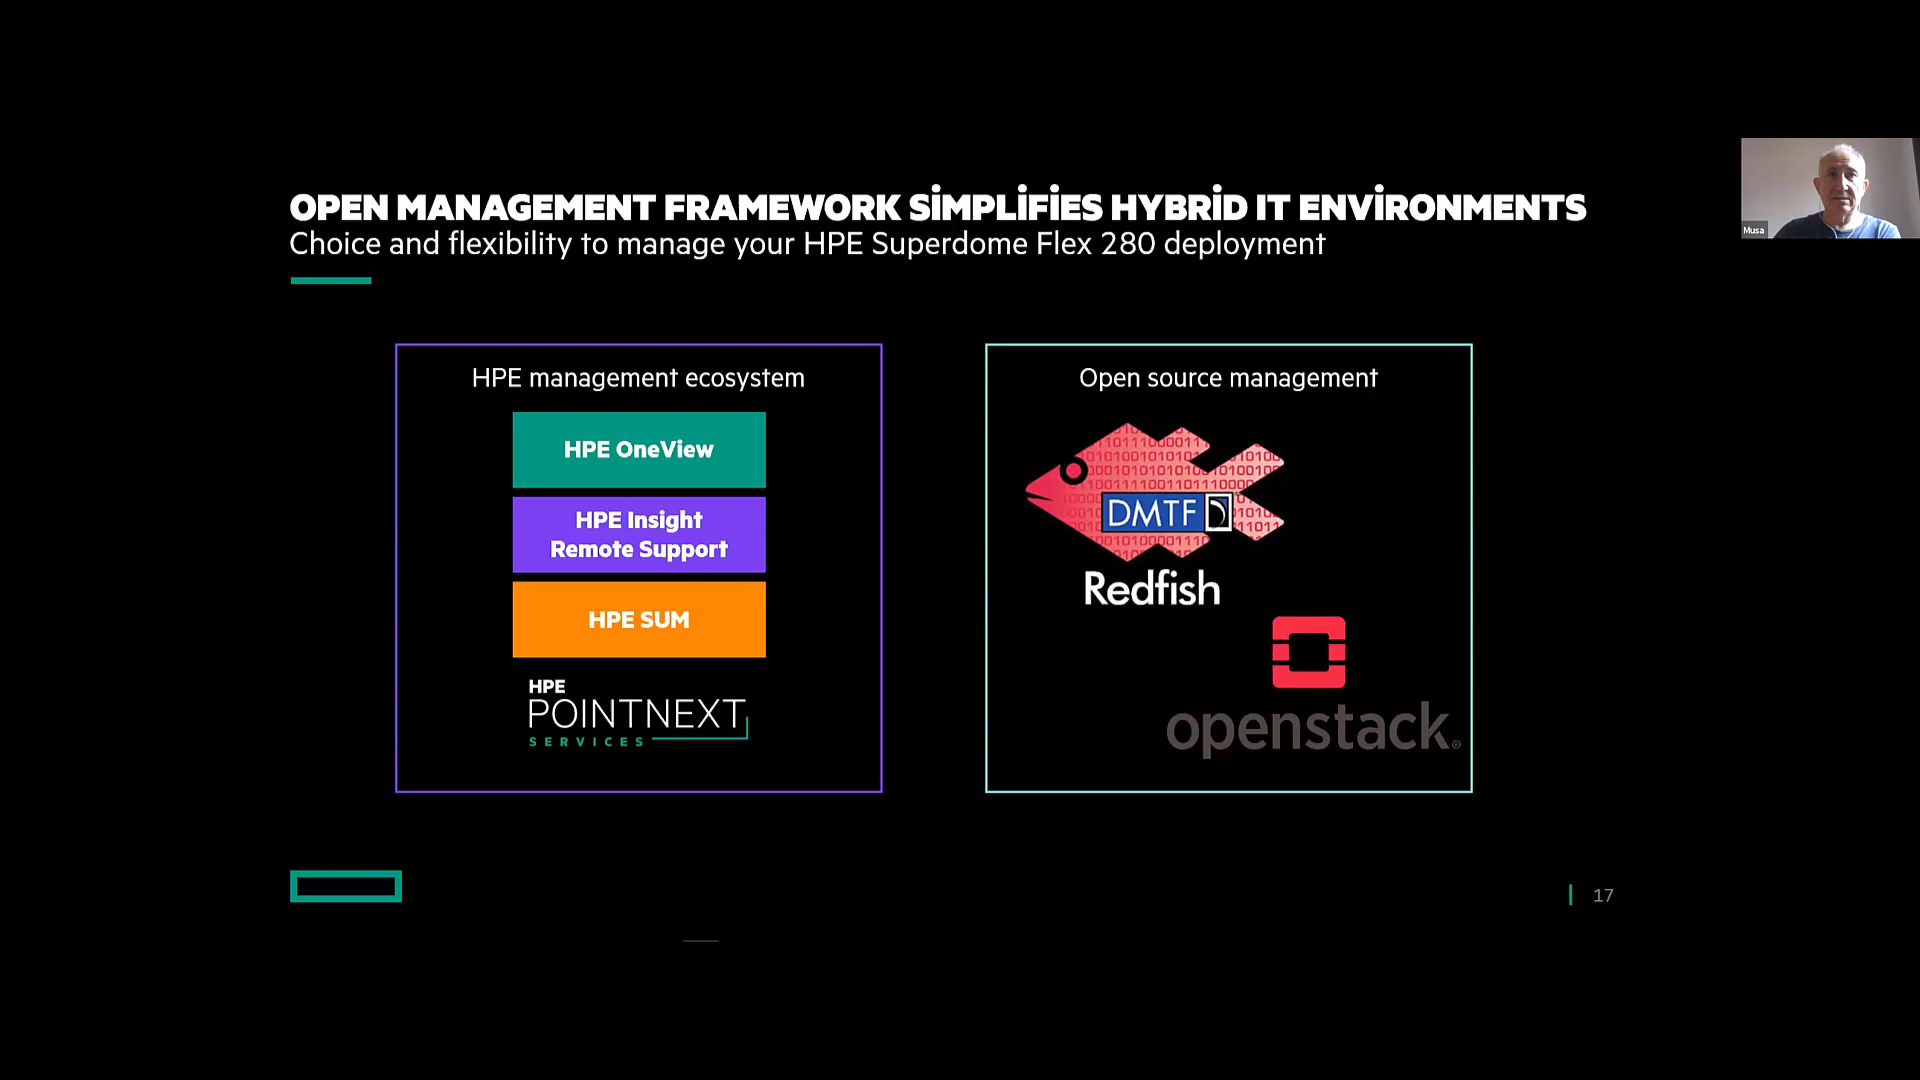 OPEN MANAGEMENT FRAMEWORK SİMPLİFİES HYBRİD IT ENVİRONMENTS
Choice and flexibility to manage your HPE Superdome Flex 280 deployment
Musa
HPE management ecosystem
HPE OneView
HPE Insight
Remote Support
HPE SUM
HPE
POINTNEXT
SERVICES
Open source management
DMTF
Redfish
openstack®
17